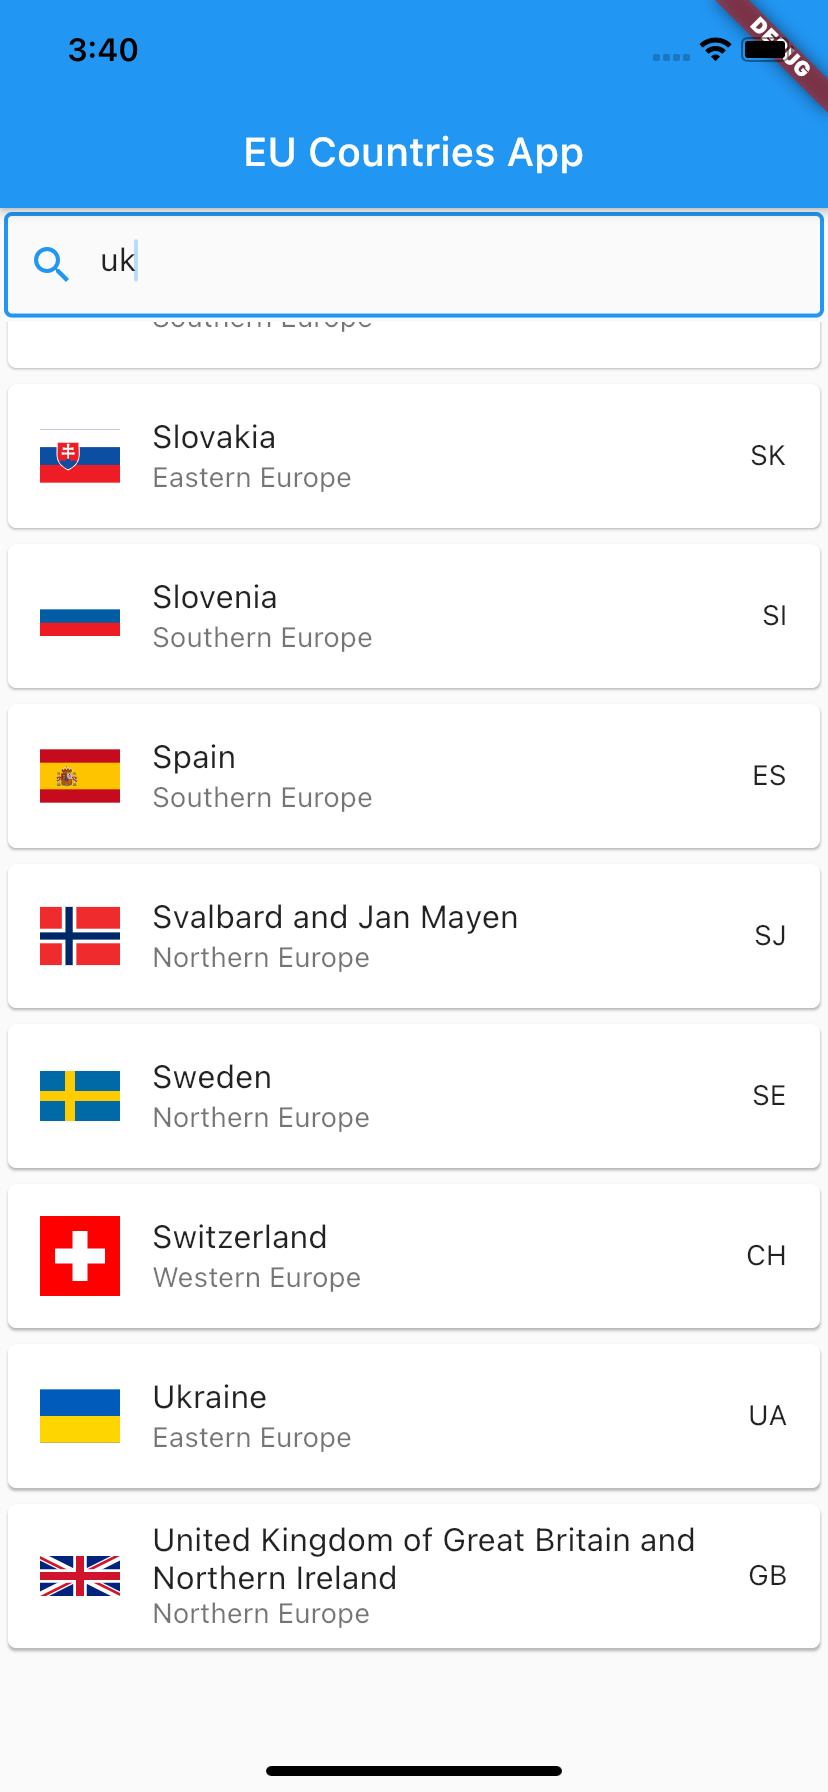 3:40
DEBUG
EU Countries App
uk
Southern Europe
Slovakia
Eastern Europe
SK
Slovenia
Southern Europe
SI
Spain
Southern Europe
ES
Svalbard and Jan Mayen
Northern Europe
SJ
Sweden
Northern Europe
SE
Switzerland
Western Europe
CH
Ukraine
Eastern Europe
UA
United Kingdom of Great Britain and
Northern Ireland
Northern Europe
GB